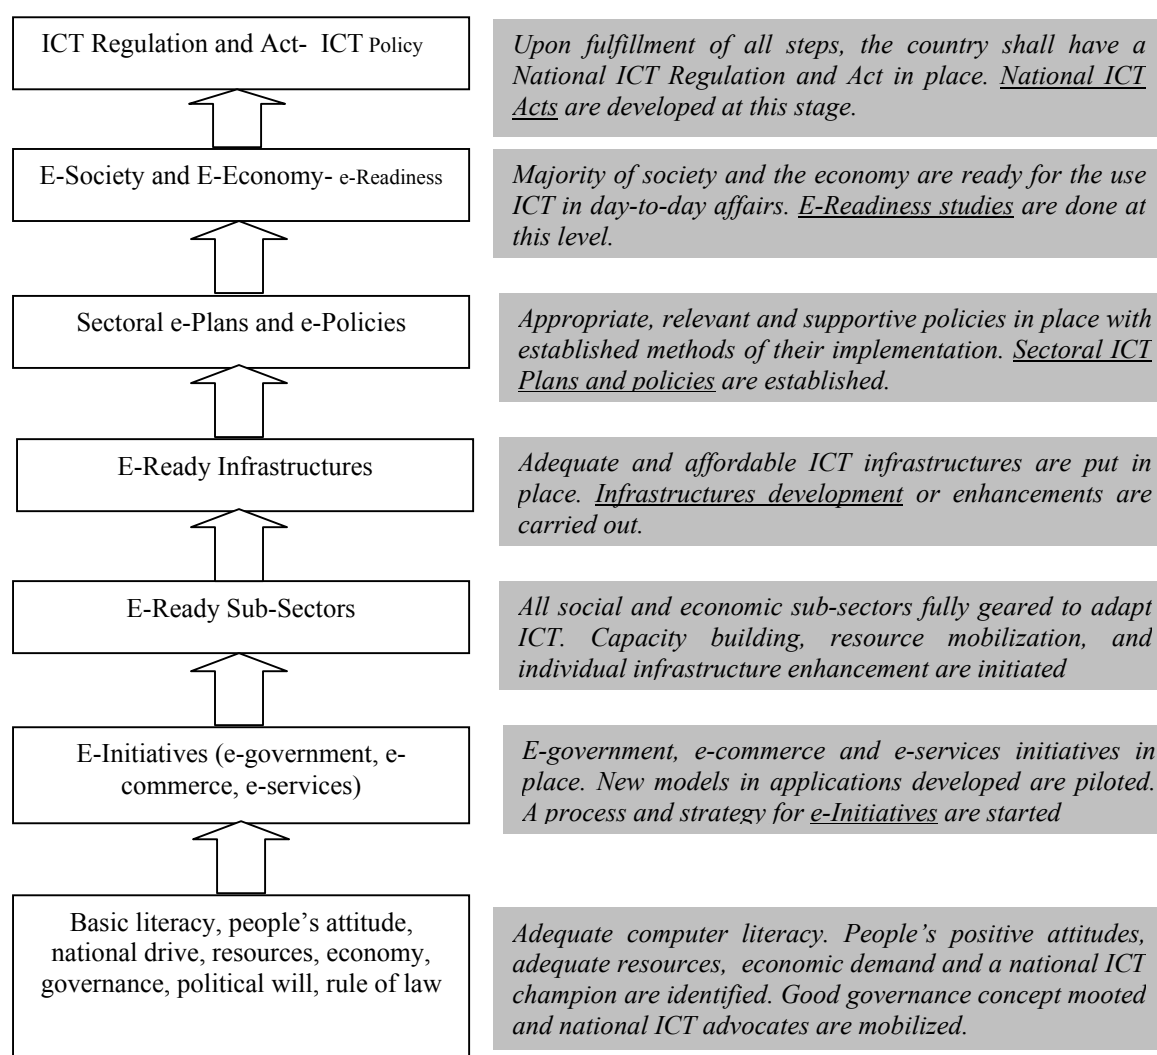 ICT Regulation and Act- ICT Policy
Upon fulfillment of all steps, the country shall have a
National ICT Regulation and Act in place. National ICT
Acts are developed at this stage.
E-Society and E-Economy- e-Readiness
Majority of society and the economy are ready for the use
ICT in day-to-day affairs. E-Readiness studies are done at
this level.
Sectoral e-Plans and e-Policies
Appropriate, relevant and supportive policies in place with
established methods of their implementation. Sectoral ICT
Plans and policies are established.
E-Ready Infrastructures
Adequate and affordable ICT infrastructures are put in
place. Infrastructures development or enhancements are
carried out.
E-Ready Sub-Sectors
All social and economic sub-sectors fully geared to adapt
ICT. Capacity building, resource mobilization, and
individual infrastructure enhancement are initiated
E-Initiatives (e-government, e-
commerce, e-services)
E-government, e-commerce and e-services initiatives in
place. New models in applications developed are piloted.
A process and strategy for e-Initiatives are started
Basic literacy, people’s attitude,
national drive, resources, economy,
governance, political will, rule of law
Adequate computer literacy. People’s positive attitudes,
adequate resources, economic demand and a national ICT
champion are identified. Good governance concept mooted
and national ICT advocates are mobilized.